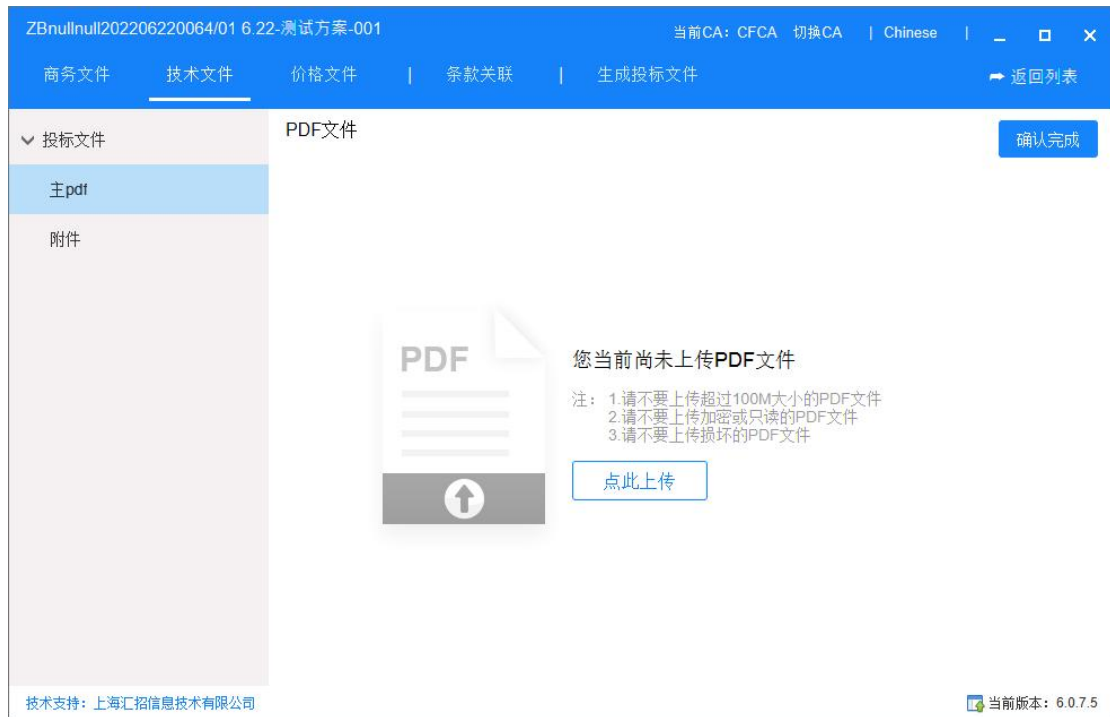 ZBnullnull202206220064/01 6.22-测试方案-001
当前CA：CFCA 切换CA | Chinese |
商务文件 技术文件 价格文件 | 条款关联 | 生成投标文件 返回列表
投标文件
PDF文件
确认完成
主pdf
附件
PDF
您当前尚未上传PDF文件
注： 1.请不要上传超过100M大小的PDF文件
2.请不要上传加密或只读的PDF文件
3.请不要上传损坏的PDF文件
点此上传
技术支持：上海汇招信息技术有限公司
当前版本：6.0.7.5